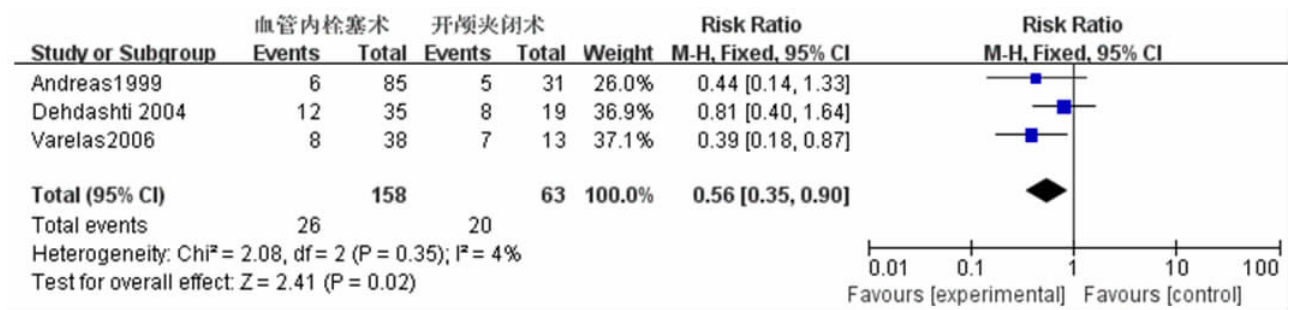 血管内栓塞术 开颅夹闭术 Risk Ratio Risk Ratio
Study or Subgroup Events Total Events Total Weight M-H, Fixed, 95% CI M-H, Fixed, 95% CI
Andreas1999 6 85 5 31 26.0% 0.44 [0.14, 1.33]
Dehdashti 2004 12 35 8 19 36.9% 0.81 [0.40, 1.64]
Varelas2006 8 38 7 13 37.1% 0.39 [0.18, 0.87]
Total (95% CI) 158 63 100.0% 0.56 [0.35, 0.90]
Total events 26 20
Heterogeneity: Chi² = 2.08, df = 2 (P = 0.35); I² = 4%
Test for overall effect: Z = 2.41 (P = 0.02)
0.01 0.1 1 10 100
Favours [experimental] Favours [control]